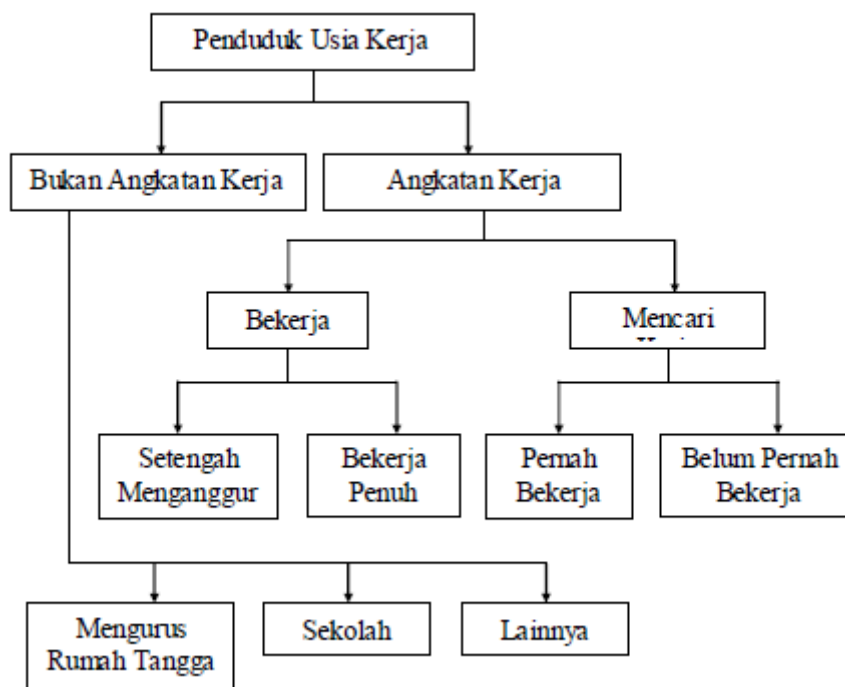 Penduduk Usia Kerja
Bukan Angkatan Kerja
Angkatan Kerja
Bekerja
Mencari
Setengah
Menganggur
Bekerja
Penuh
Pernah
Bekerja
Belum Pernah
Bekerja
Mengurus
Rumah Tangga
Sekolah
Lainnya